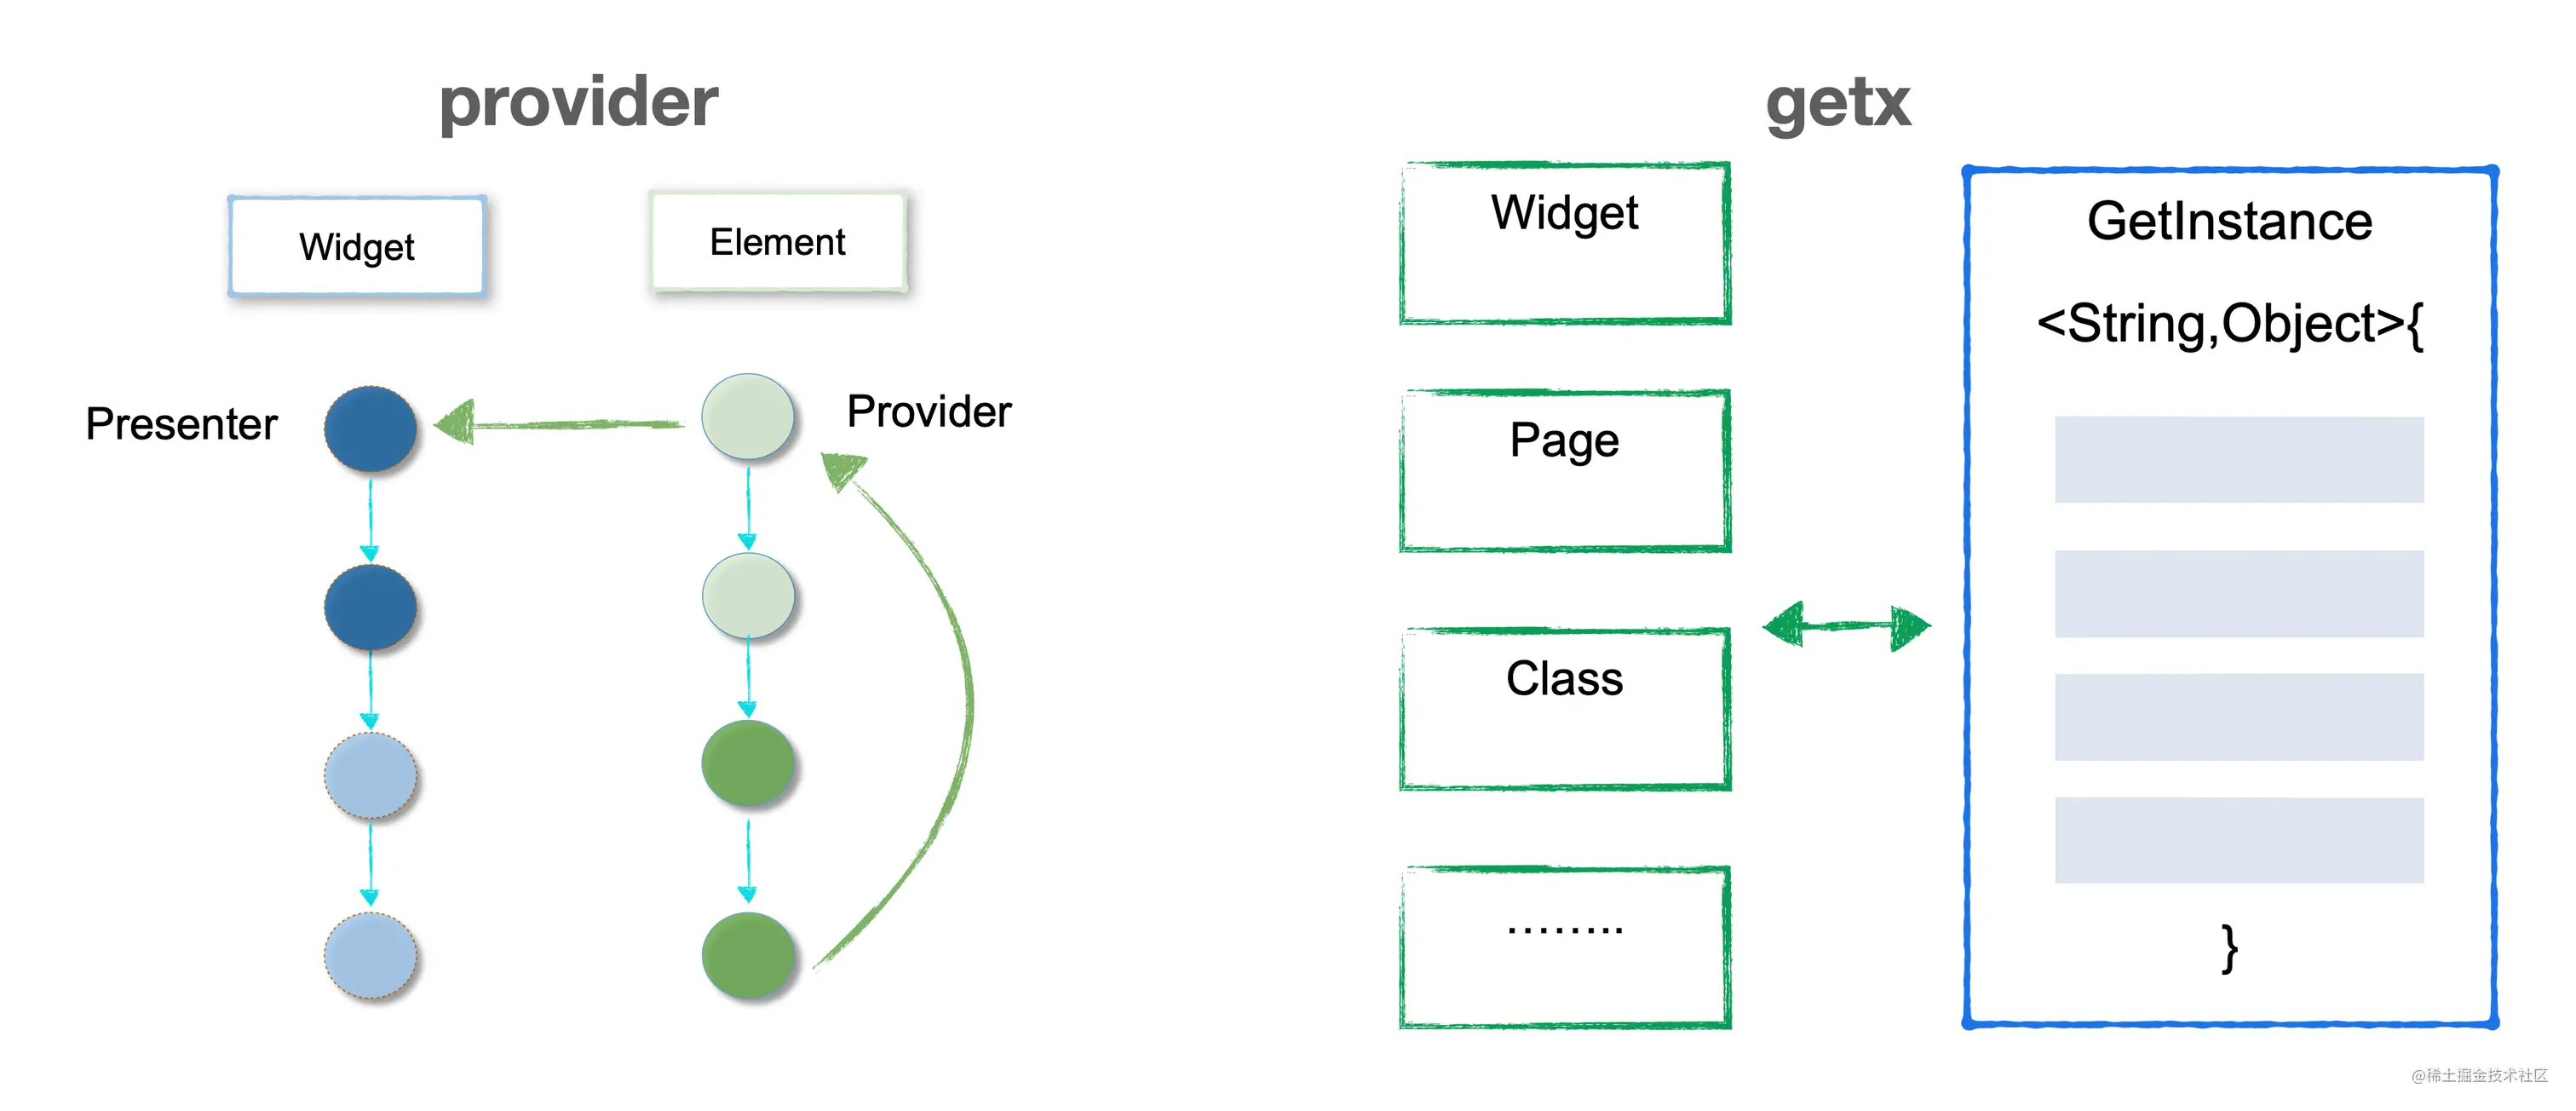 provider
Widget
Element
Presenter
Provider
getx
Widget
Page
Class
……..
GetInstance
<String,Object>{
}
@稀土掘金技术社区